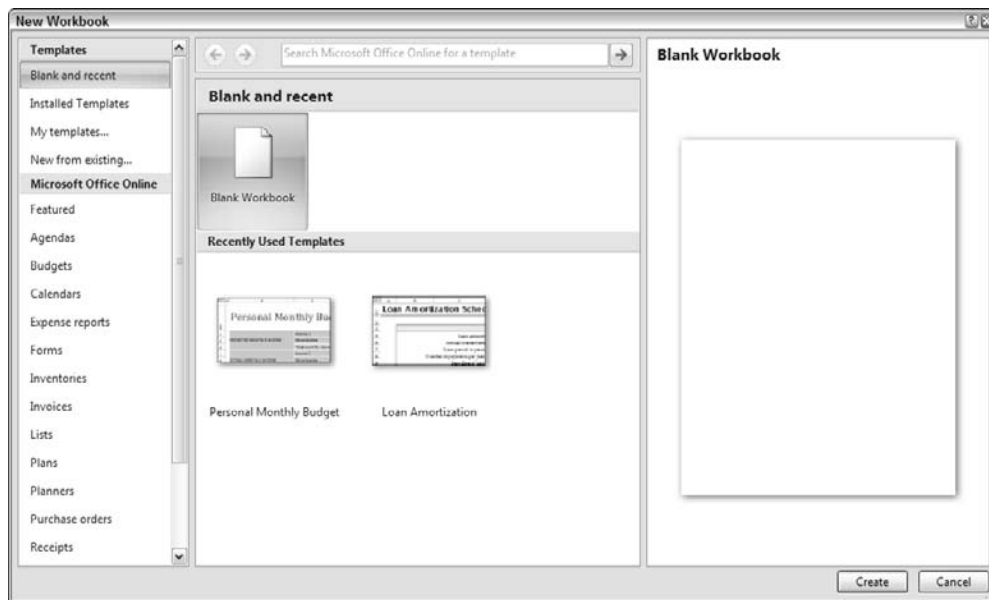 New Workbook
Templates
Blank and recent
Installed Templates
My templates...
New from existing...
Microsoft Office Online
Featured
Agendas
Budgets
Calendars
Expense reports
Forms
Inventories
Invoices
Lists
Plans
Planners
Purchase orders
Receipts
Search Microsoft Office Online for a template
Blank and recent
Blank Workbook
Recently Used Templates
Personal Monthly Bu
Loan Amortization Sched
Personal Monthly Budget
Loan Amortization
Blank Workbook
Create
Cancel